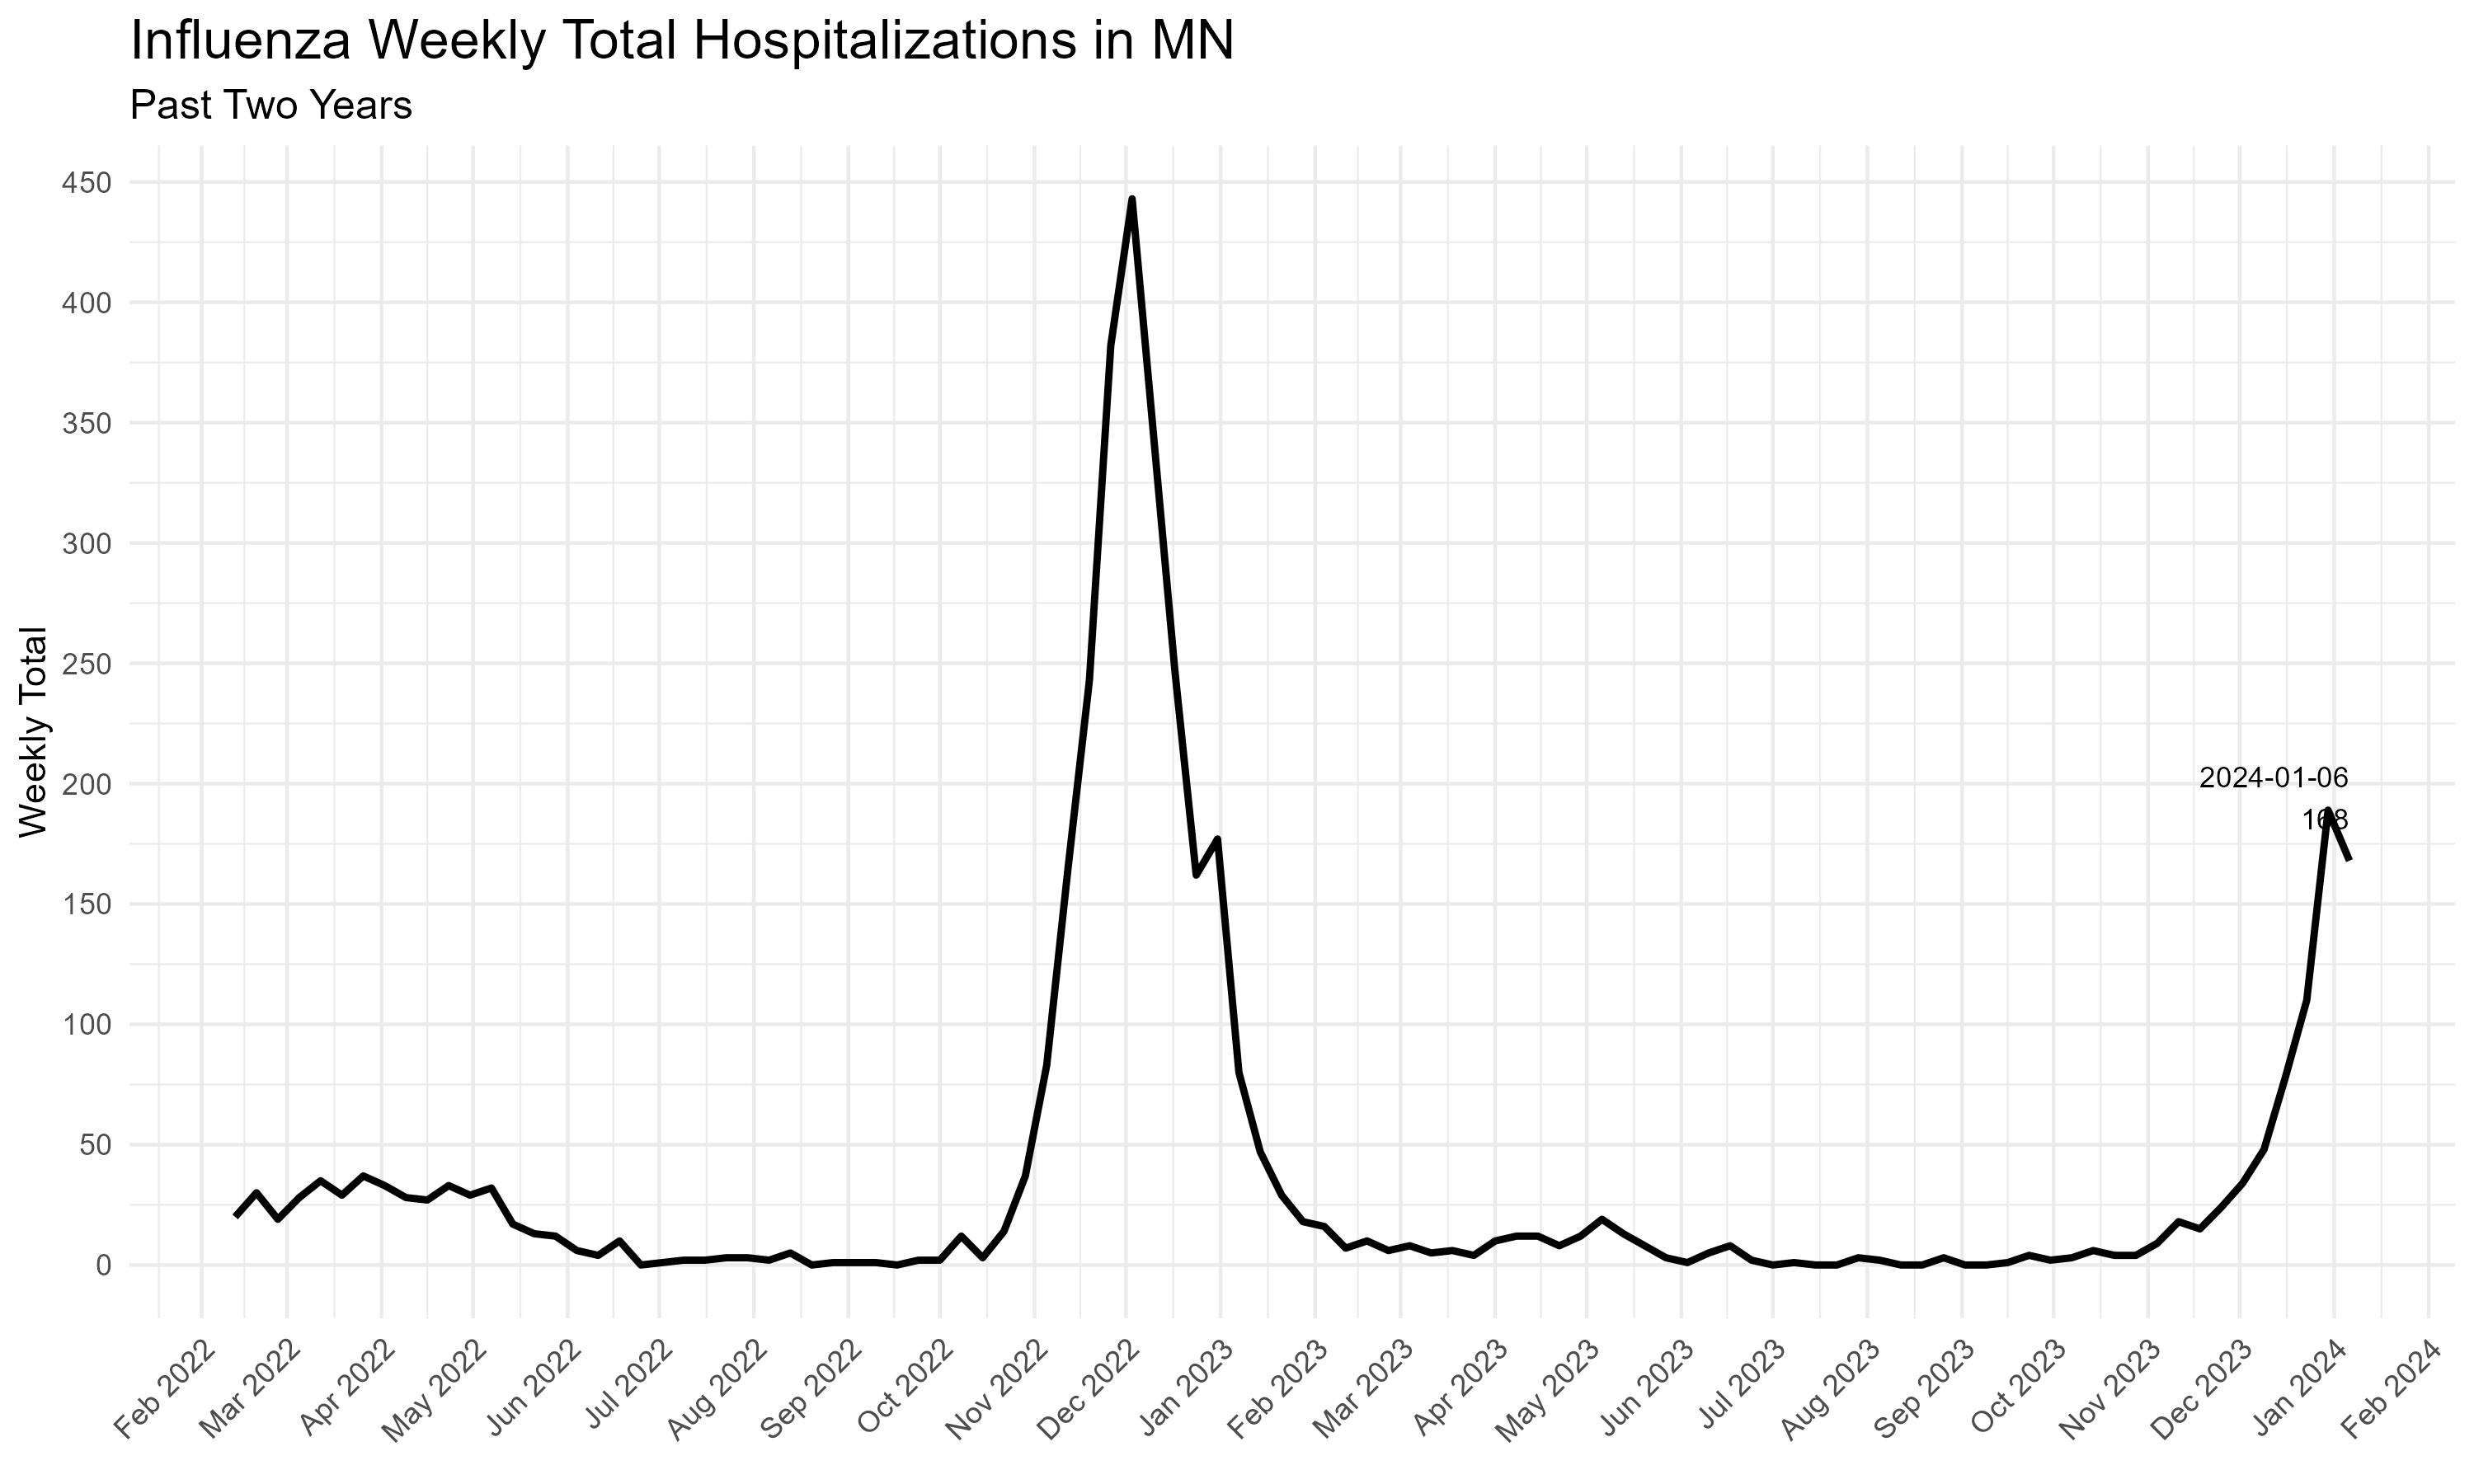 Influenza Weekly Total Hospitalizations in MN
Past Two Years
Weekly Total
450
400
350
300
250
200
150
100
50
0
2024-01-06
168
Feb 2022
Mar 2022
Apr 2022
May 2022
Jun 2022
Jul 2022
Aug 2022
Sep 2022
Oct 2022
Nov 2022
Dec 2022
Jan 2023
Feb 2023
Mar 2023
Apr 2023
May 2023
Jun 2023
Jul 2023
Aug 2023
Sep 2023
Oct 2023
Nov 2023
Dec 2023
Jan 2024
Feb 2024